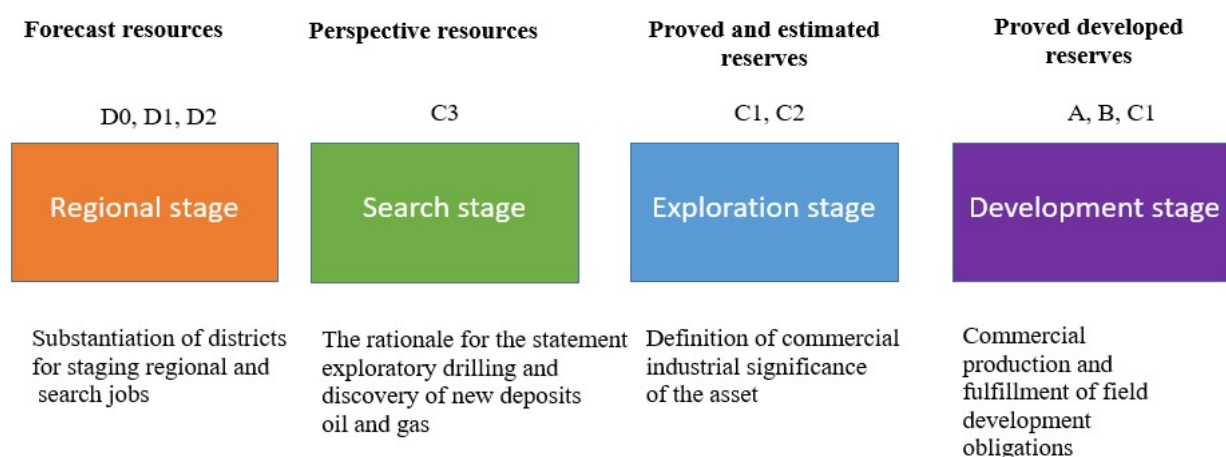 Forecast resources
Perspective resources
Proved and estimated
reserves
Proved developed
reserves
D0, D1, D2
C3
C1, C2
A, B, C1
Regional stage
Search stage
Exploration stage
Development stage
Substantiation of districts
for staging regional and
search jobs
The rationale for the statement
exploratory drilling and
discovery of new deposits
oil and gas
Definition of commercial
industrial significance
of the asset
Commercial
production and
fulfillment of field
development
obligations